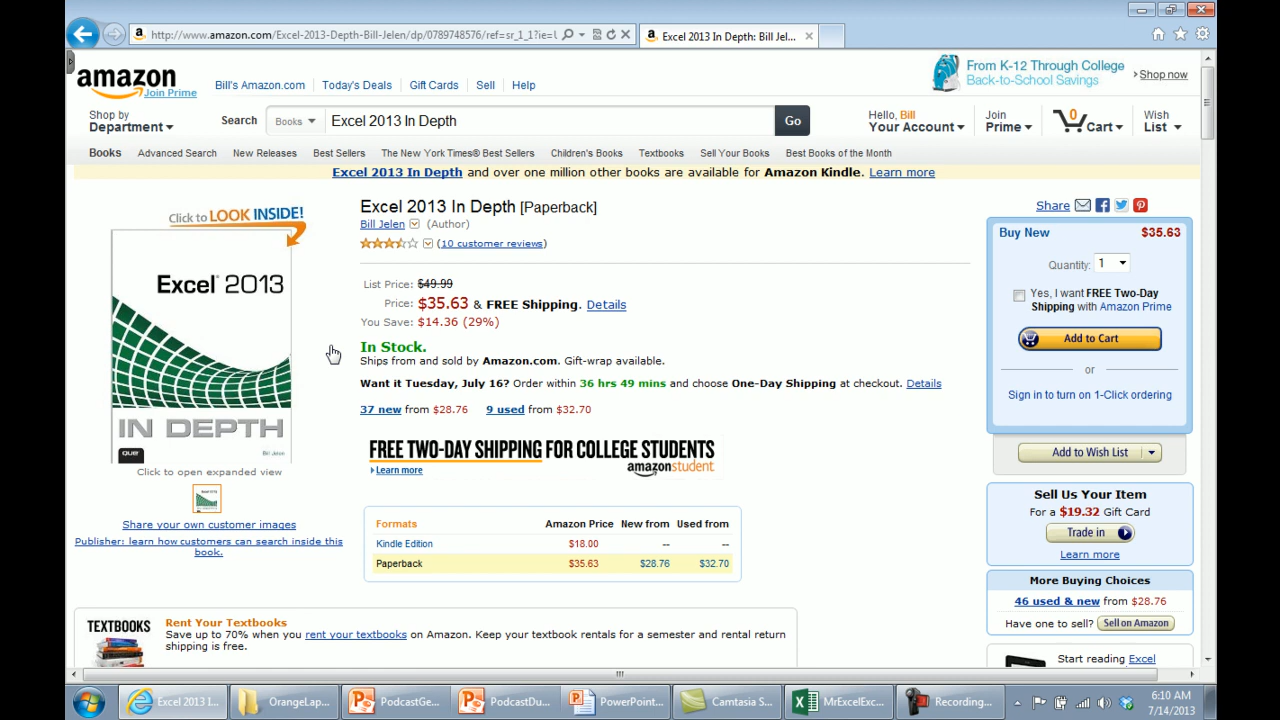 http://www.amazon.com/Excel-2013-Depth-Bill-Jelen/dp/0789748576/ref=sr_1_1?ie=U
Excel 2013 In Depth: Bill Jel...
amazon
Join Prime
Bill's Amazon.com
Today's Deals
Gift Cards
Sell
Help
From K-12 Through College
Back-to-School Savings
Shop now
Shop by
Department
Search
Books
Excel 2013 In Depth
Go
Hello, Bill
Your Account
Join
Prime
0
Cart
Wish
List
Books
Advanced Search
New Releases
Best Sellers
The New York Times® Best Sellers
Children's Books
Textbooks
Sell Your Books
Best Books of the Month
Excel 2013 In Depth and over one million other books are available for Amazon Kindle. Learn more
Click to LOOK INSIDE!
Excel® 2013
IN DEPTH
QUE
Bill Jelen
Click to open expanded view
Share your own customer images
Publisher: learn how customers can search inside this
book.
Excel 2013 In Depth [Paperback]
Bill Jelen (Author)
(10 customer reviews)
List Price: $49.99
Price: $35.63 & FREE Shipping. Details
You Save: $14.36 (29%)
In Stock.
Ships from and sold by Amazon.com. Gift-wrap available.
Want it Tuesday, July 16? Order within 36 hrs 49 mins and choose One-Day Shipping at checkout. Details
37 new from $28.76 9 used from $32.70
FREE TWO-DAY SHIPPING FOR COLLEGE STUDENTS
Learn more
amazonstudent
Formats Amazon Price New from Used from
Kindle Edition $18.00 -- --
Paperback $35.63 $28.76 $32.70
TEXTBOOKS
Rent Your Textbooks
Save up to 70% when you rent your textbooks on Amazon. Keep your textbook rentals for a semester and rental return
shipping is free.
Share
Buy New $35.63
Quantity: 1
Yes, I want FREE Two-Day
Shipping with Amazon Prime
Add to Cart
or
Sign in to turn on 1-Click ordering
Add to Wish List
Sell Us Your Item
For a $19.32 Gift Card
Trade in
Learn more
More Buying Choices
46 used & new from $28.76
Have one to sell? Sell on Amazon
Start reading Excel
Excel 2013 I...
OrangeLap...
PodcastGe...
PodcastDu...
PowerPoint...
Camtasia S...
MrExcelExc...
Recording...
6:10 AM
7/14/2013